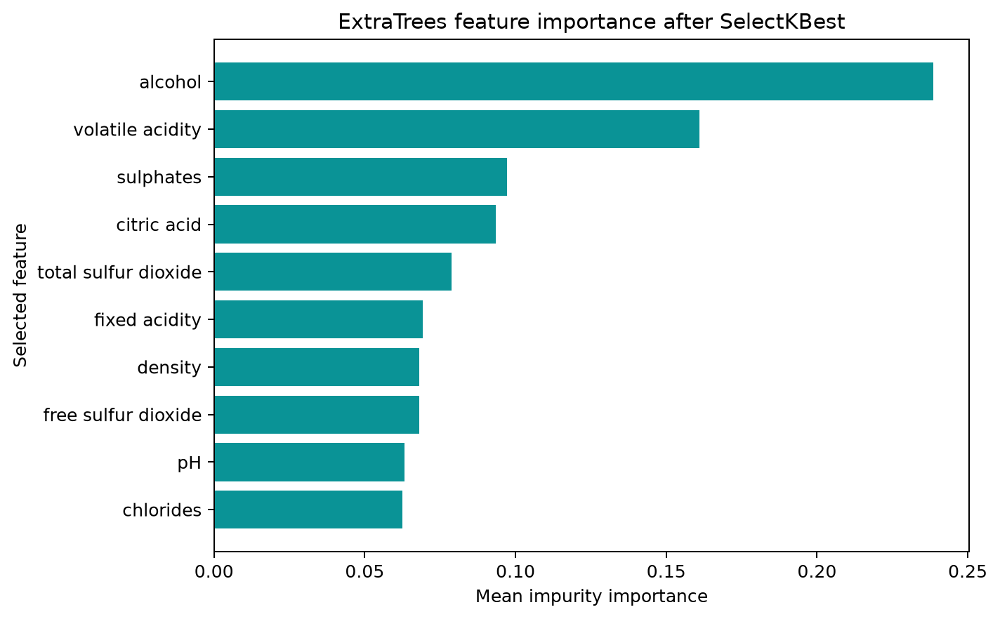 ExtraTrees feature importance after SelectKBest
Selected feature
alcohol
volatile acidity
sulphates
citric acid
total sulfur dioxide
fixed acidity
density
free sulfur dioxide
pH
chlorides
0.00 0.05 0.10 0.15 0.20 0.25
Mean impurity importance